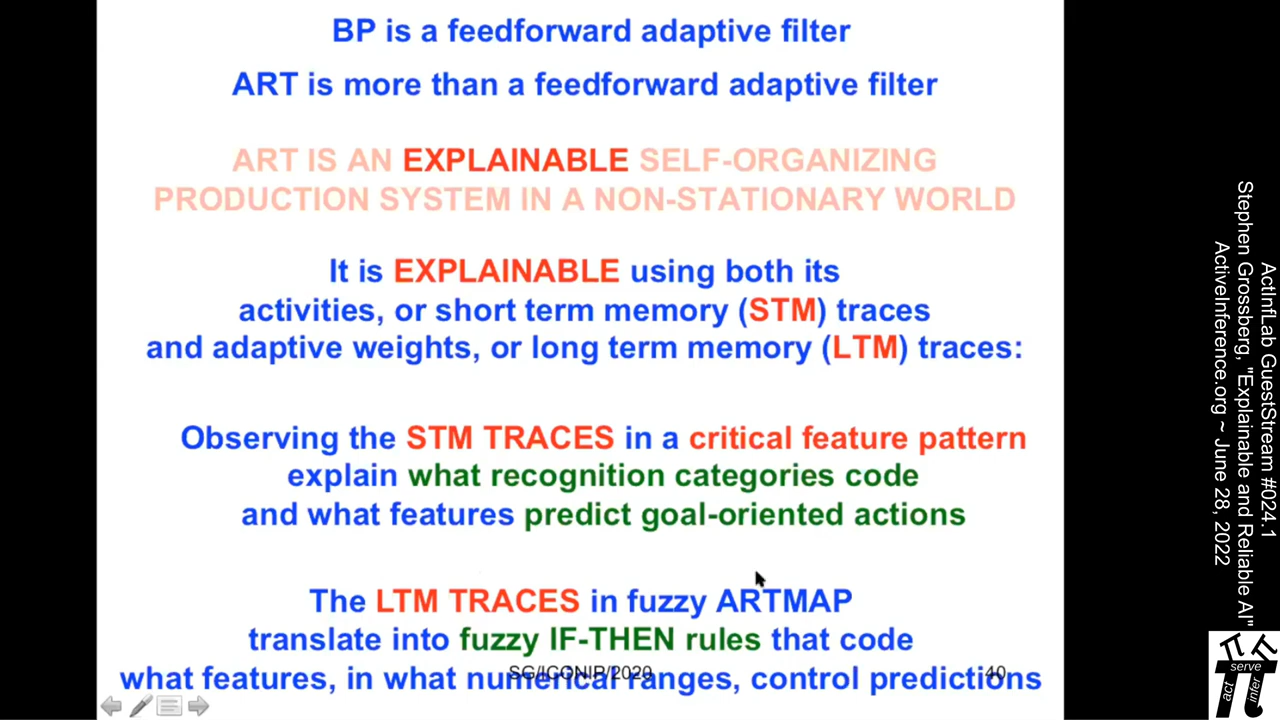 BP is a feedforward adaptive filter
ART is more than a feedforward adaptive filter
ART IS AN EXPLAINABLE SELF-ORGANIZING
PRODUCTION SYSTEM IN A NON-STATIONARY WORLD
It is EXPLAINABLE using both its
activities, or short term memory (STM) traces
and adaptive weights, or long term memory (LTM) traces:
Observing the STM TRACES in a critical feature pattern
explain what recognition categories code
and what features predict goal-oriented actions
The LTM TRACES in fuzzy ARTMAP
translate into fuzzy IF-THEN rules that code
what features, in what numerical ranges, control predictions
SG/ICONIP/2020
40
ActInfLab GuestStream #024.1
Stephen Grossberg, "Explainable and Reliable AI"
ActiveInference.org ~ June 28, 2022
serve
act
infer